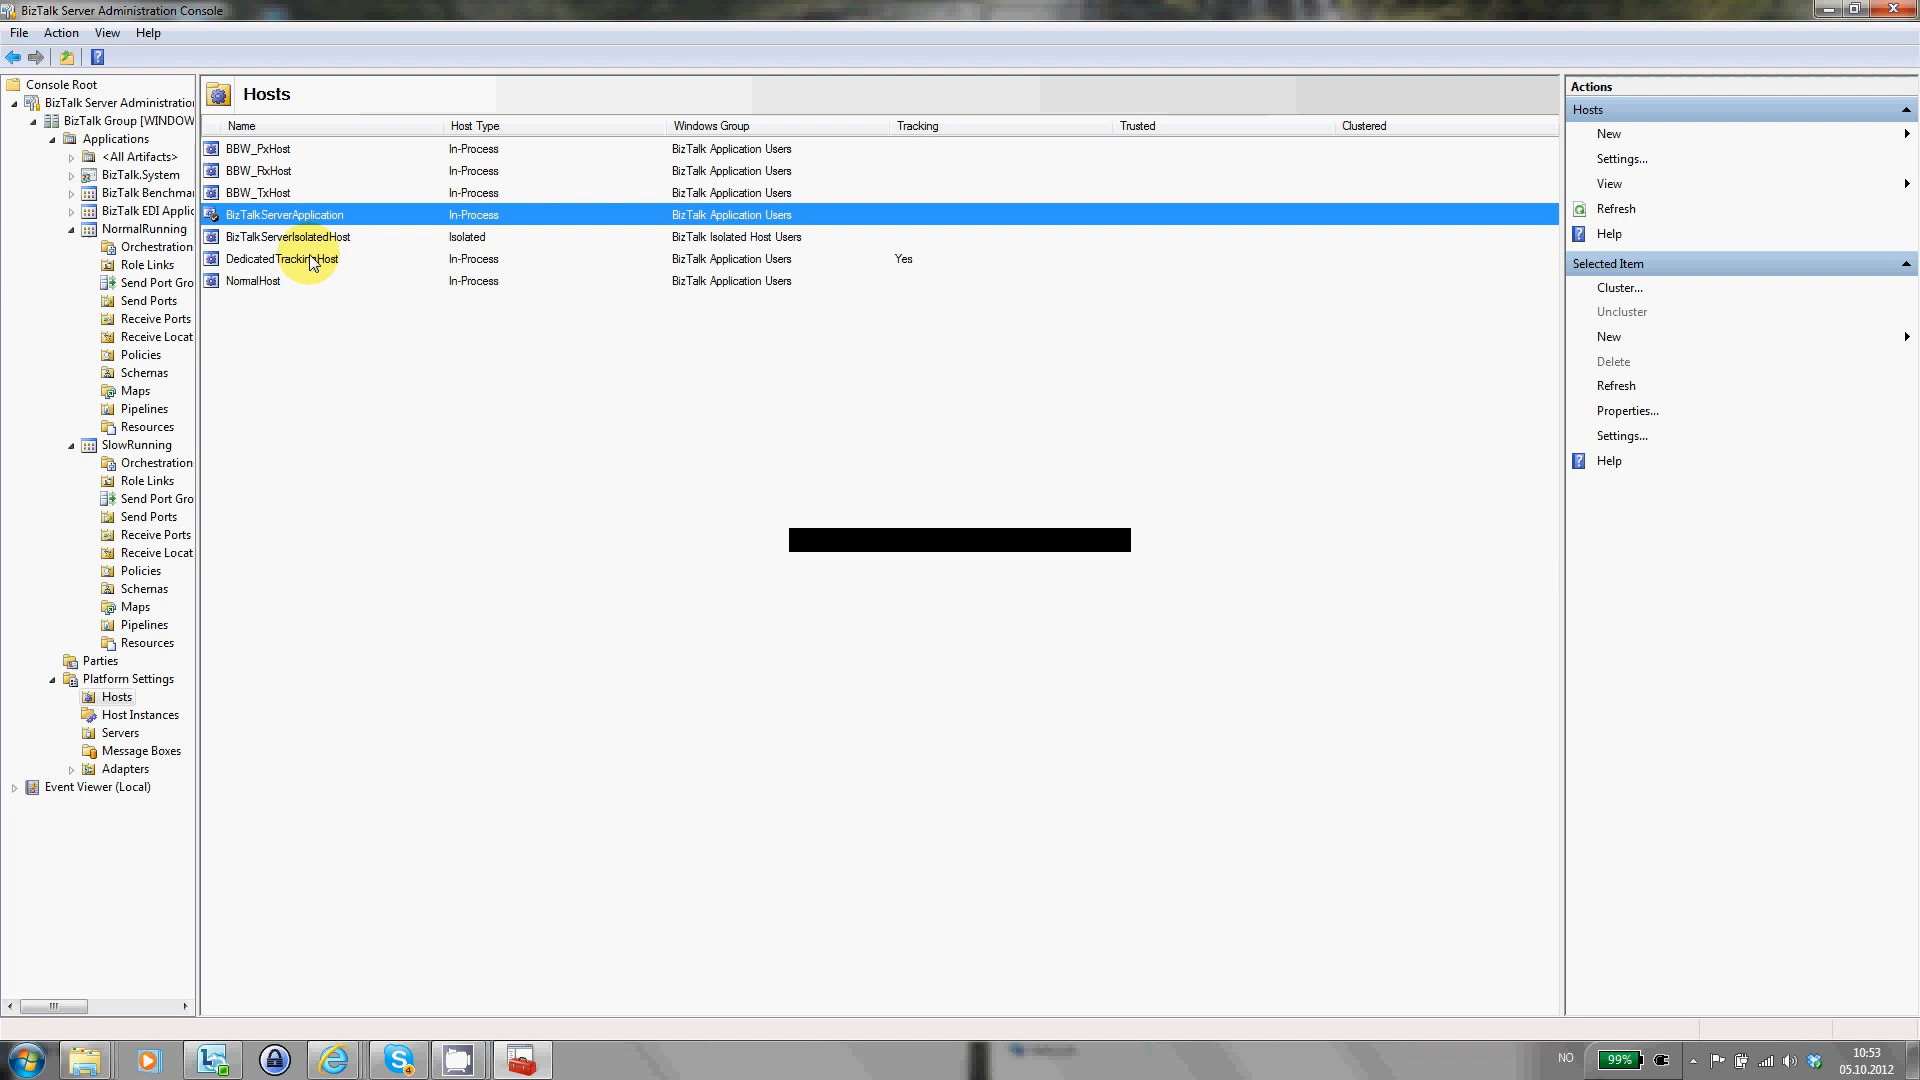 BizTalk Server Administration Console
File Action View Help
Console Root
BizTalk Server Administration
BizTalk Group [WINDOW
Applications
<All Artifacts>
BizTalk.System
BizTalk Benchmar
BizTalk EDI Applic
NormalRunning
Orchestration
Role Links
Send Port Gro
Send Ports
Receive Ports
Receive Locat
Policies
Schemas
Maps
Pipelines
Resources
SlowRunning
Orchestration
Role Links
Send Port Gro
Send Ports
Receive Ports
Receive Locat
Policies
Schemas
Maps
Pipelines
Resources
Parties
Platform Settings
Hosts
Host Instances
Servers
Message Boxes
Adapters
Event Viewer (Local)
Hosts
Name Host Type Windows Group Tracking Trusted Clustered
BBW_PxHost In-Process BizTalk Application Users
BBW_RxHost In-Process BizTalk Application Users
BBW_TxHost In-Process BizTalk Application Users
BizTalkServerApplication In-Process BizTalk Application Users
BizTalkServerIsolatedHost Isolated BizTalk Isolated Host Users
DedicatedTrackingHost In-Process BizTalk Application Users Yes
NormalHost In-Process BizTalk Application Users
Actions
Hosts
New
Settings...
View
Refresh
Help
Selected Item
Cluster...
Uncluster
New
Delete
Refresh
Properties...
Settings...
Help
NO 99% 10:53
05.10.2012